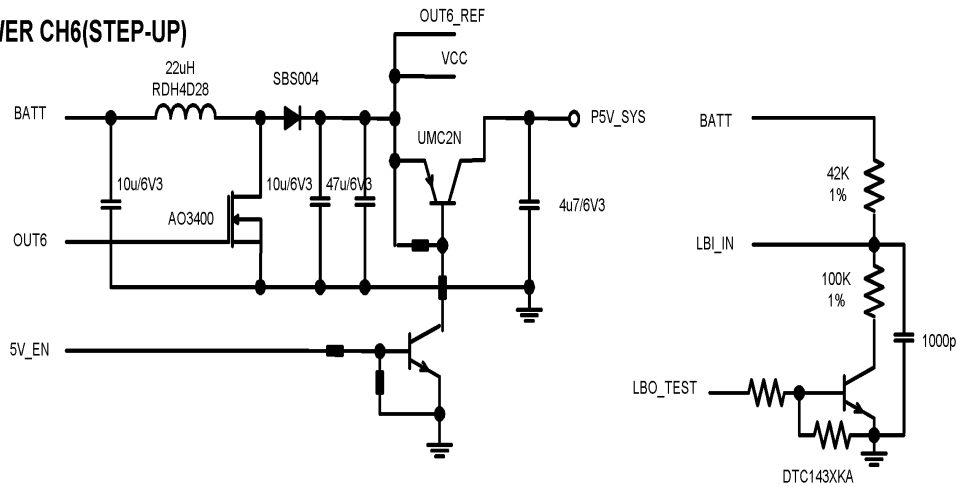 WER CH6(STEP-UP)
OUT6_REF
VCC
22uH
RDH4D28
SBS004
BATT
UMC2N
P5V_SYS
10u/6V3
10u/6V3
47u/6V3
4u7/6V3
AO3400
OUT6
5V_EN
BATT
42K
1%
LBI_IN
100K
1%
1000p
LBO_TEST
DTC143XKA